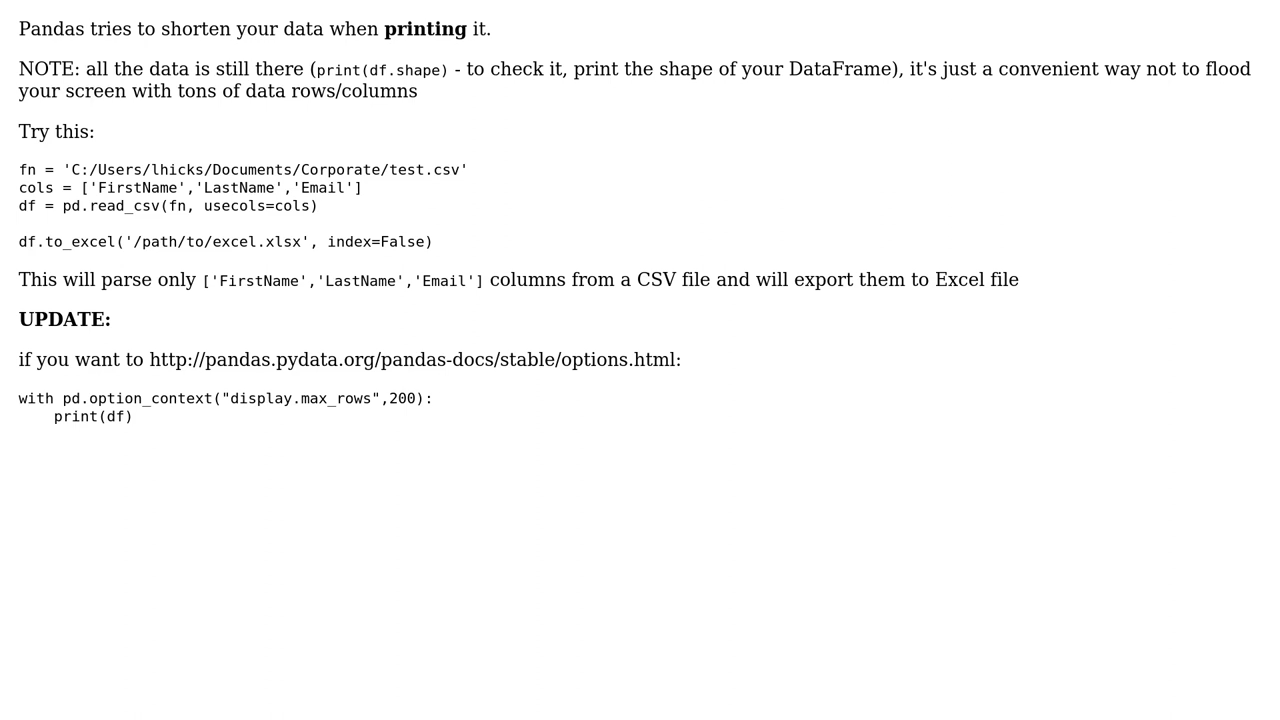 Pandas tries to shorten your data when printing it.
NOTE: all the data is still there (print(df.shape) - to check it, print the shape of your DataFrame), it's just a convenient way not to flood
your screen with tons of data rows/columns
Try this:
fn = 'C:/Users/lhicks/Documents/Corporate/test.csv'
cols = ['FirstName','LastName','Email']
df = pd.read_csv(fn, usecols=cols)
df.to_excel('/path/to/excel.xlsx', index=False)
This will parse only ['FirstName','LastName','Email'] columns from a CSV file and will export them to Excel file
UPDATE:
if you want to http://pandas.pydata.org/pandas-docs/stable/options.html:
with pd.option_context("display.max_rows",200):
    print(df)